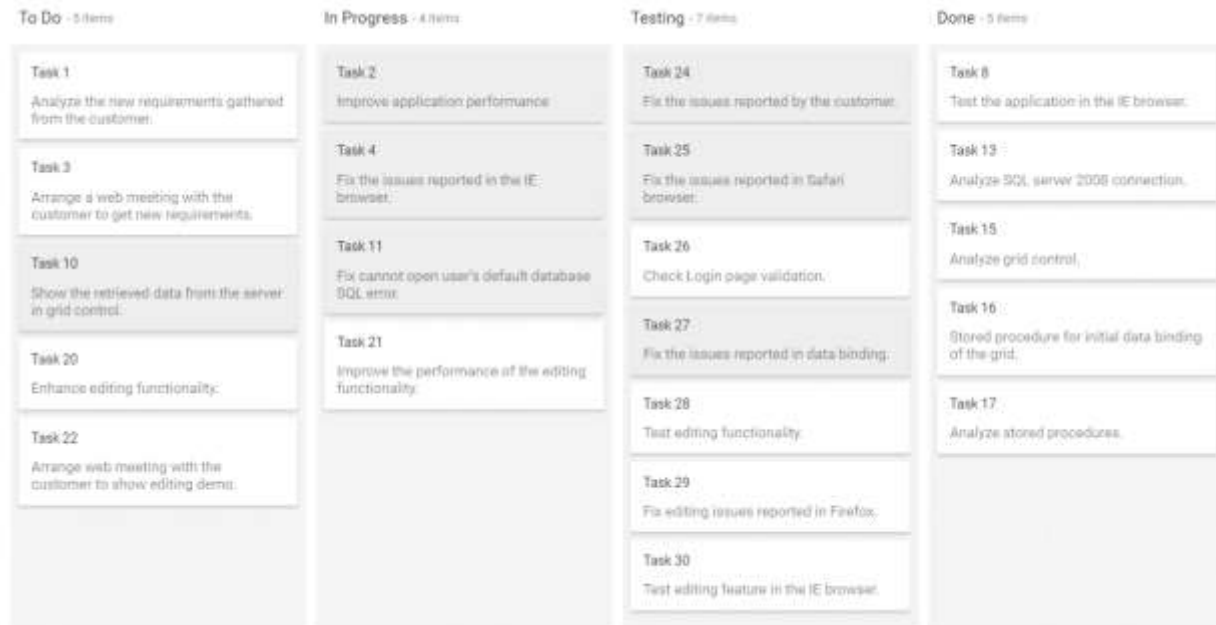 To Do - 5 items
Task 1
Analyze the new requirements gathered
from the customer.
Task 3
Arrange a web meeting with the
customer to get new requirements.
Task 10
Show the retrieved data from the server
in grid control.
Task 20
Enhance editing functionality.
Task 22
Arrange web meeting with the
customer to show editing demo.
In Progress - 4 items
Task 2
Improve application performance
Task 4
Fix the issues reported in the IE
browser.
Task 11
Fix cannot open user's default database
SQL error.
Task 21
Improve the performance of the editing
functionality.
Testing - 7 items
Task 24
Fix the issues reported by the customer.
Task 25
Fix the issues reported in Safari
browser.
Task 26
Check Login page validation.
Task 27
Fix the issues reported in data binding.
Task 28
Test editing functionality.
Task 29
Fix editing issues reported in Firefox.
Task 30
Test editing feature in the IE browser.
Done - 5 items
Task 8
Test the application in the IE browser.
Task 13
Analyze SQL server 2008 connection.
Task 15
Analyze grid control.
Task 16
Stored procedure for initial data binding
of the grid.
Task 17
Analyze stored procedures.